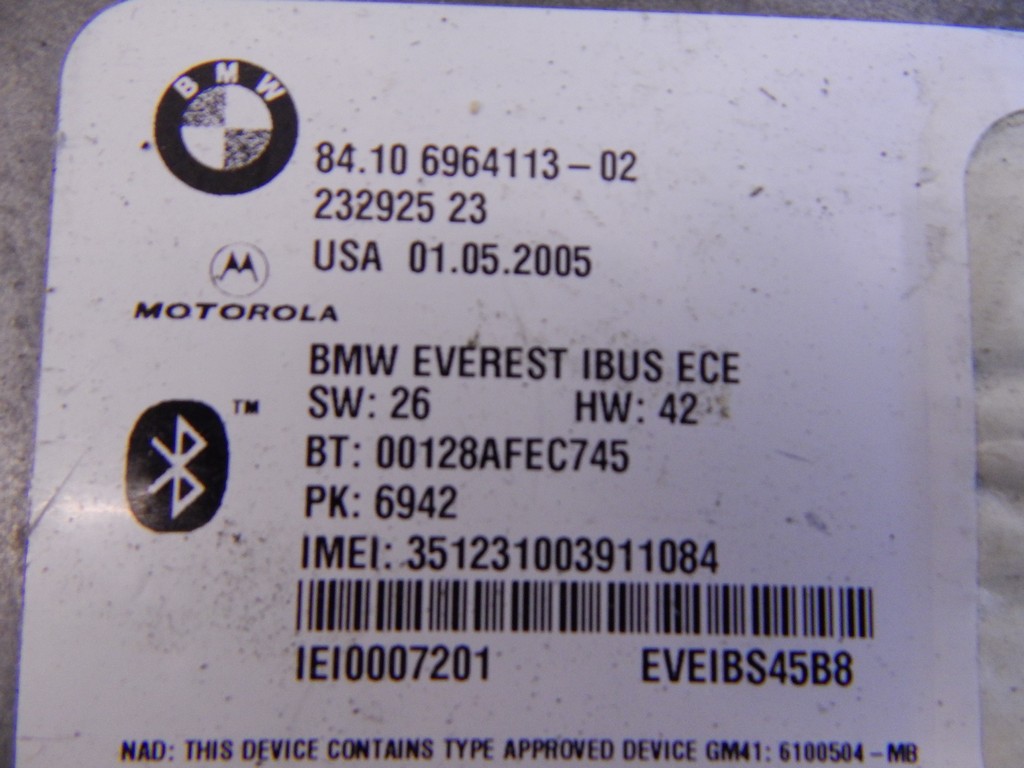 BMW
84.10 6964113-02
232925 23
USA 01.05.2005
MOTOROLA
BMW EVEREST IBUS ECE
TM
SW: 26 HW: 42
BT: 00128AFEC745
PK: 6942
IMEI: 351231003911084
IEI0007201 EVEIBS45B8
NAD: THIS DEVICE CONTAINS TYPE APPROVED DEVICE GM41: 6100504-MB